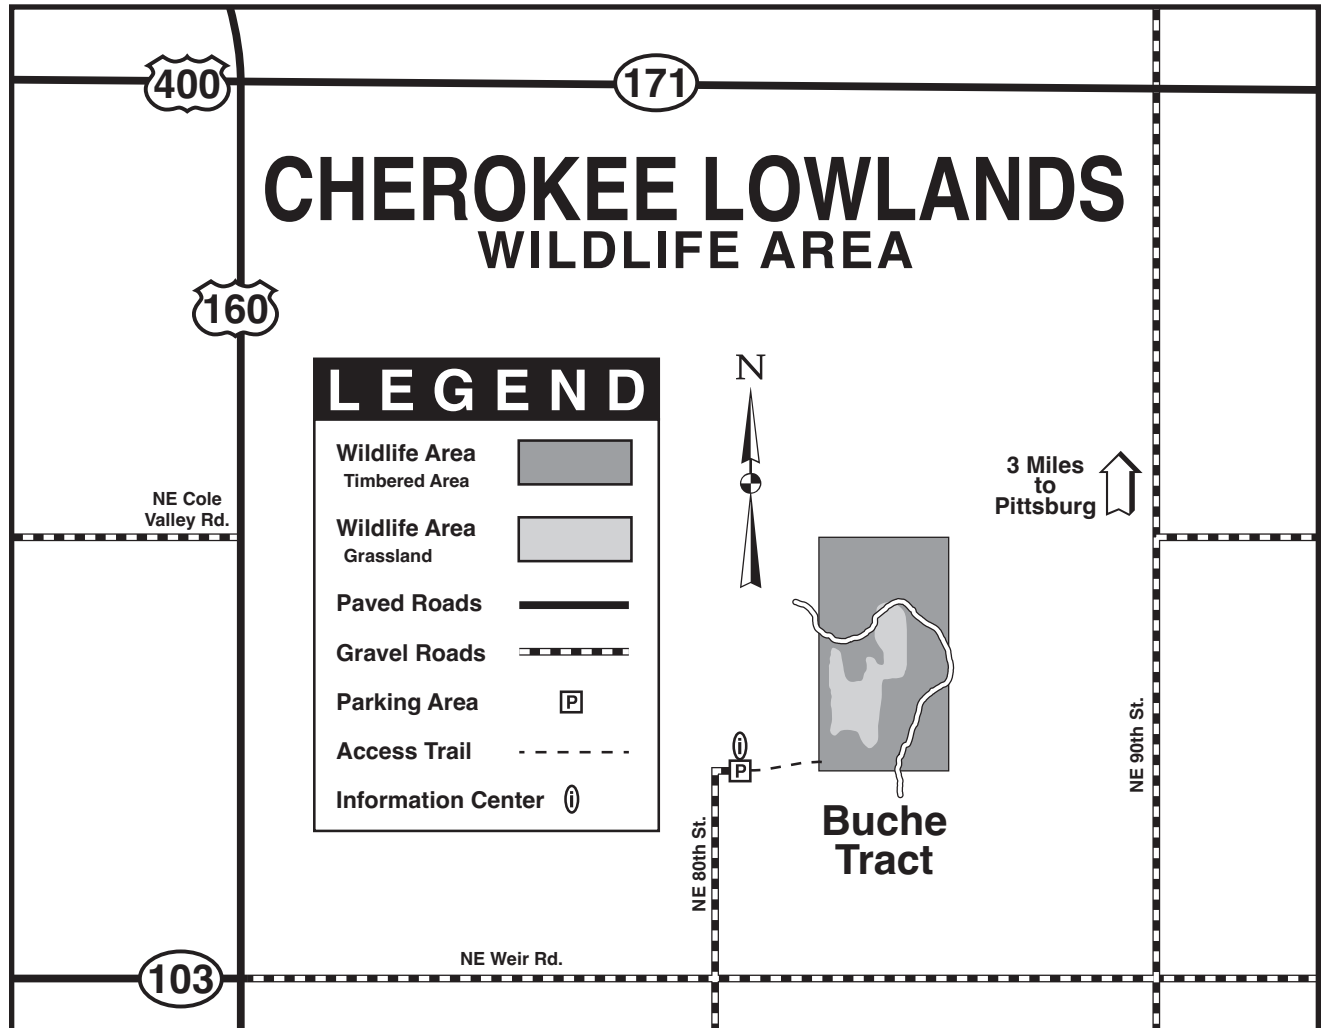 400
171
CHEROKEE LOWLANDS
WILDLIFE AREA
160
N
LEGEND
Wildlife Area
Timbered Area
Wildlife Area
Grassland
Paved Roads
Gravel Roads
Parking Area P
Access Trail
Information Center i
NE Cole
Valley Rd.
3 Miles
to
Pittsburg
NE 90th St.
i
P
Buche
Tract
NE 80th St.
NE Weir Rd.
103